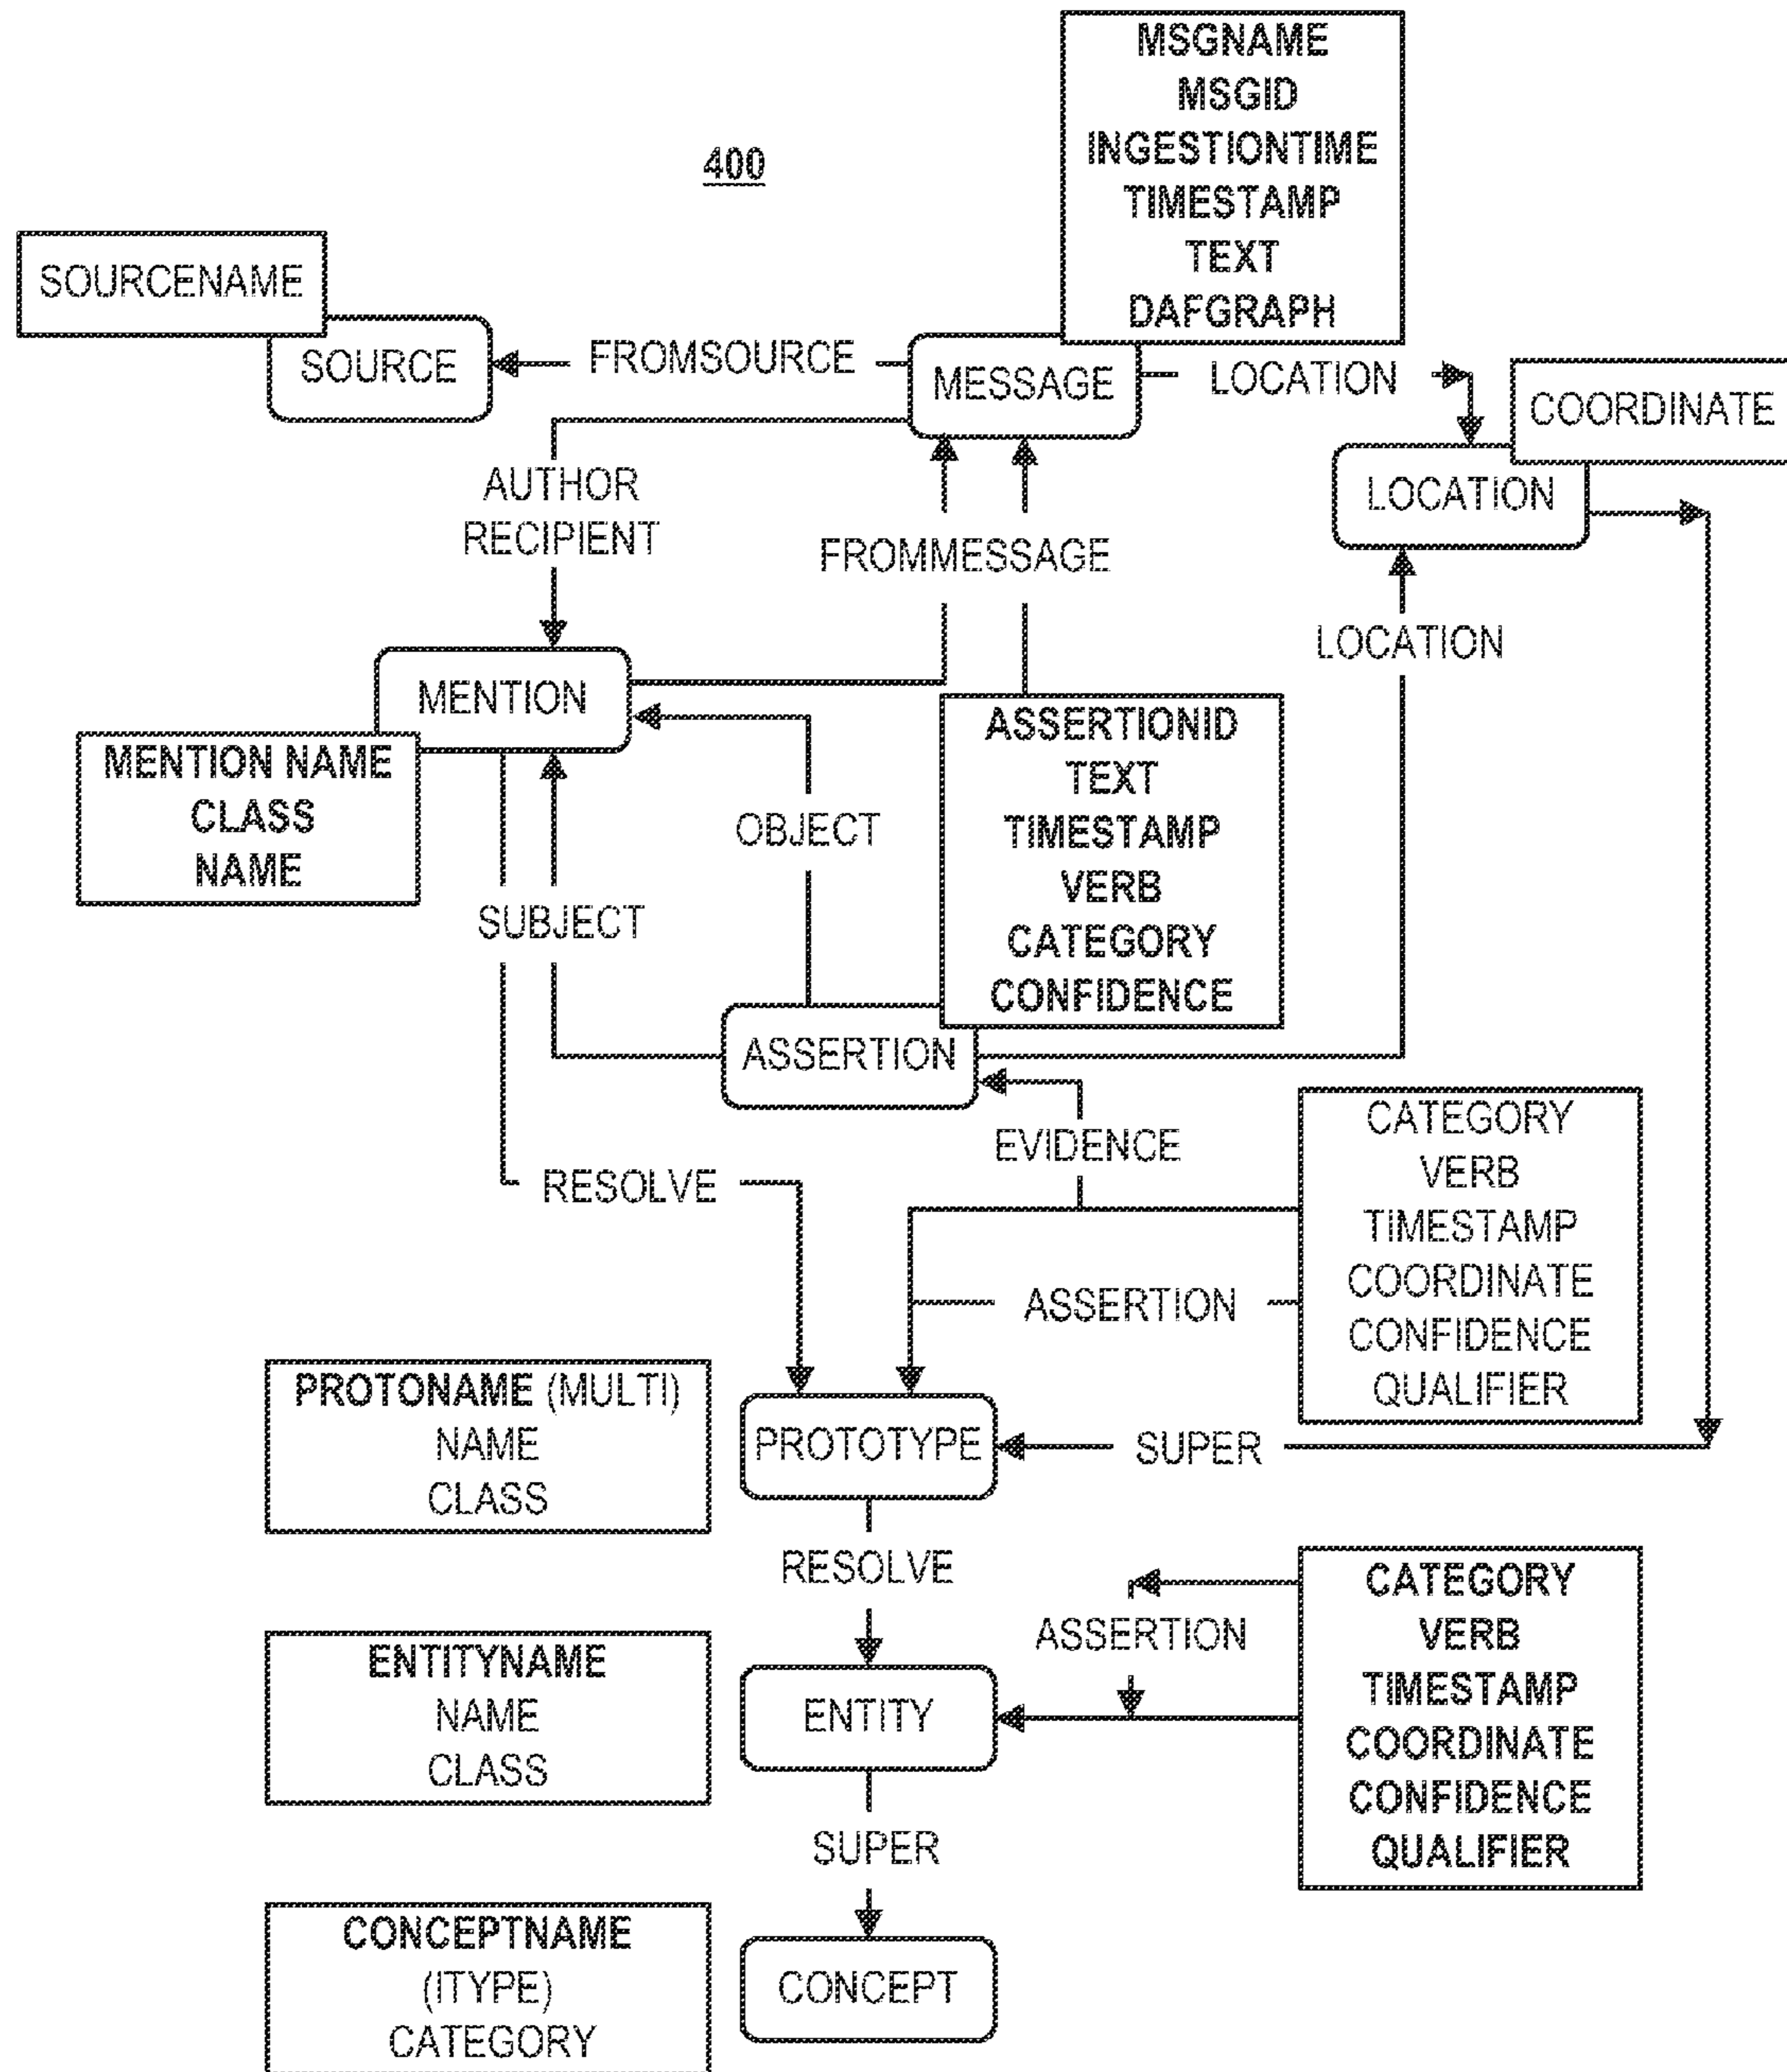 MSGNAME
MSGID
INGESTIONTIME
TIMESTAMP
TEXT
DAFGRAPH
400
SOURCENAME
SOURCE
FROMSOURCE
MESSAGE
LOCATION
COORDINATE
LOCATION
AUTHOR
RECIPIENT
FROMMESSAGE
LOCATION
MENTION
MENTION NAME
CLASS
NAME
OBJECT
SUBJECT
ASSERTIONID
TEXT
TIMESTAMP
VERB
CATEGORY
CONFIDENCE
ASSERTION
EVIDENCE
RESOLVE
CATEGORY
VERB
TIMESTAMP
COORDINATE
CONFIDENCE
QUALIFIER
ASSERTION
PROTONAME (MULTI)
NAME
CLASS
PROTOTYPE
SUPER
RESOLVE
ENTITYNAME
NAME
CLASS
ENTITY
ASSERTION
CATEGORY
VERB
TIMESTAMP
COORDINATE
CONFIDENCE
QUALIFIER
SUPER
CONCEPTNAME
(ITYPE)
CATEGORY
CONCEPT